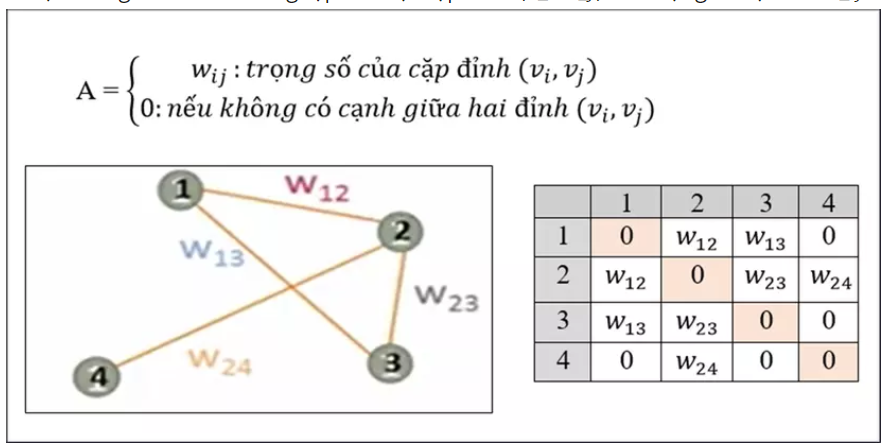 A = { w_ij : trọng số của cặp đỉnh (v_i, v_j)
0: nếu không có cạnh giữa hai đỉnh (v_i, v_j)
1
W12
2
W13
W23
3
W24
4
1 2 3 4
1 0 w12 w13 0
2 w12 0 w23 w24
3 w13 w23 0 0
4 0 w24 0 0